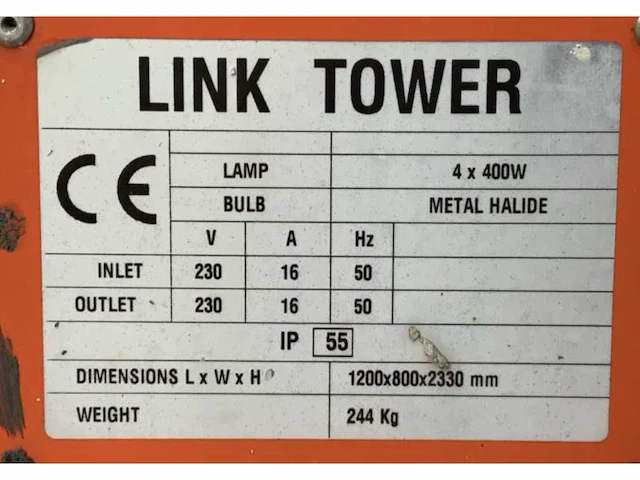 LINK TOWER
CE
LAMP 4 x 400W
BULB METAL HALIDE
V A Hz
INLET 230 16 50
OUTLET 230 16 50
IP 55
DIMENSIONS L x W x H 1200x800x2330 mm
WEIGHT 244 Kg